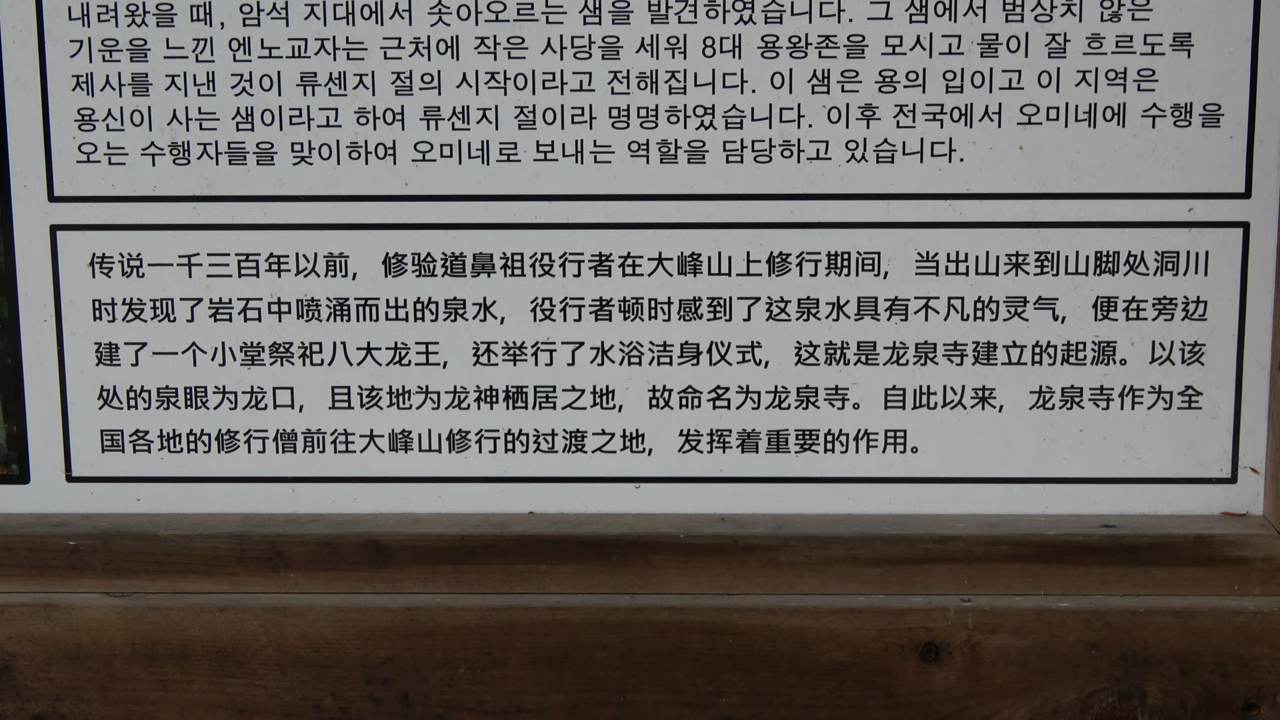 내려왔을 때, 암석 지대에서 솟아오르는 샘을 발견하였습니다. 그 샘에서 범상치 않은
기운을 느낀 엔노교자는 근처에 작은 사당을 세워 8대 용왕존을 모시고 물이 잘 흐르도록
제사를 지낸 것이 류센지 절의 시작이라고 전해집니다. 이 샘은 용의 입이고 이 지역은
용신이 사는 샘이라고 하여 류센지 절이라 명명하였습니다. 이후 전국에서 오미네에 수행을
오는 수행자들을 맞이하여 오미네로 보내는 역할을 담당하고 있습니다.
传说一千三百年以前，修验道鼻祖役行者在大峰山上修行期间，当出山来到山脚处洞川
时发现了岩石中喷涌而出的泉水，役行者顿时感到了这泉水具有不凡的灵气，便在旁边
建了一个小堂祭祀八大龙王，还举行了水浴洁身仪式，这就是龙泉寺建立的起源。以该
处的泉眼为龙口，且该地为龙神栖居之地，故命名为龙泉寺。自此以来，龙泉寺作为全
国各地的修行僧前往大峰山修行的过渡之地，发挥着重要的作用。